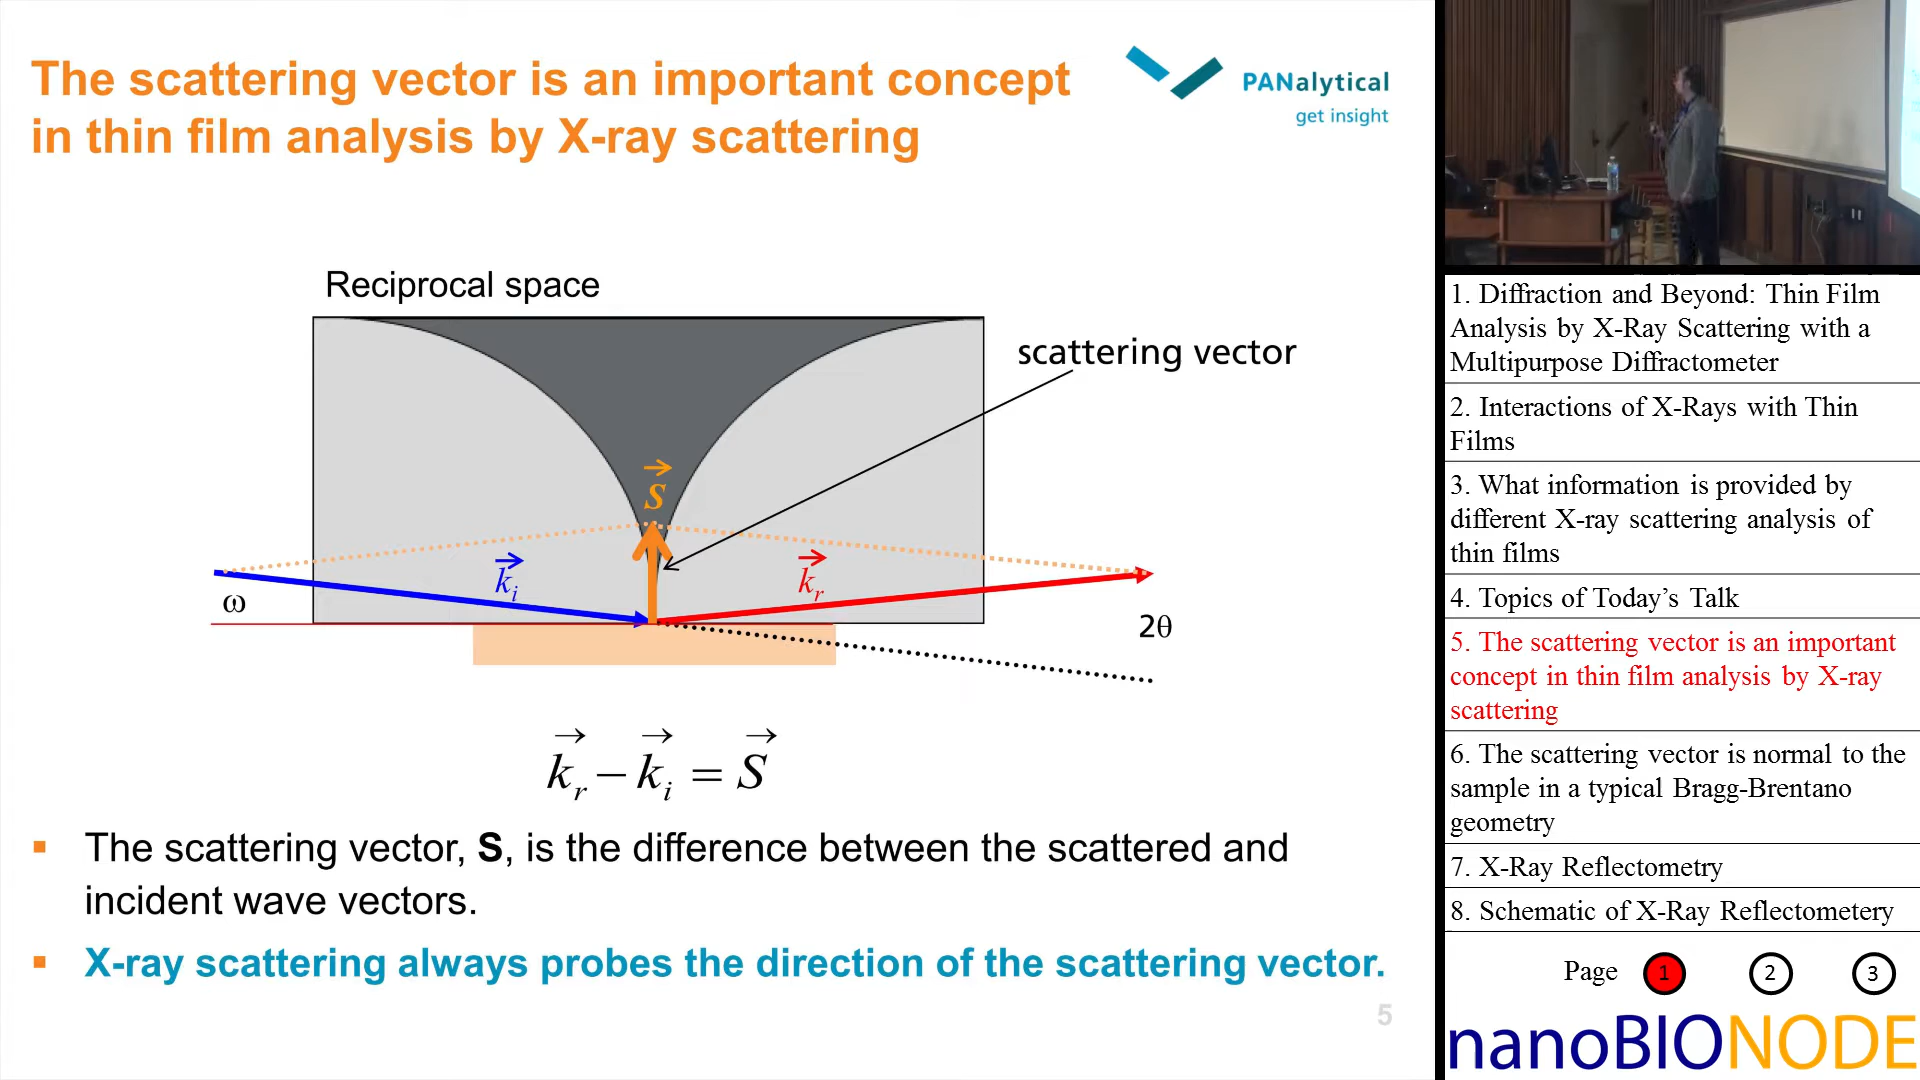 The scattering vector is an important concept
in thin film analysis by X-ray scattering
PANalytical
get insight
Reciprocal space
scattering vector
S
ki
kr
ω
2θ
kr – ki = S
▪ The scattering vector, S, is the difference between the scattered and
incident wave vectors.
▪ X-ray scattering always probes the direction of the scattering vector.
5
1. Diffraction and Beyond: Thin Film
Analysis by X-Ray Scattering with a
Multipurpose Diffractometer
2. Interactions of X-Rays with Thin
Films
3. What information is provided by
different X-ray scattering analysis of
thin films
4. Topics of Today’s Talk
5. The scattering vector is an important
concept in thin film analysis by X-ray
scattering
6. The scattering vector is normal to the
sample in a typical Bragg-Brentano
geometry
7. X-Ray Reflectometry
8. Schematic of X-Ray Reflectometery
Page 1 2 3
nanoBIONODE